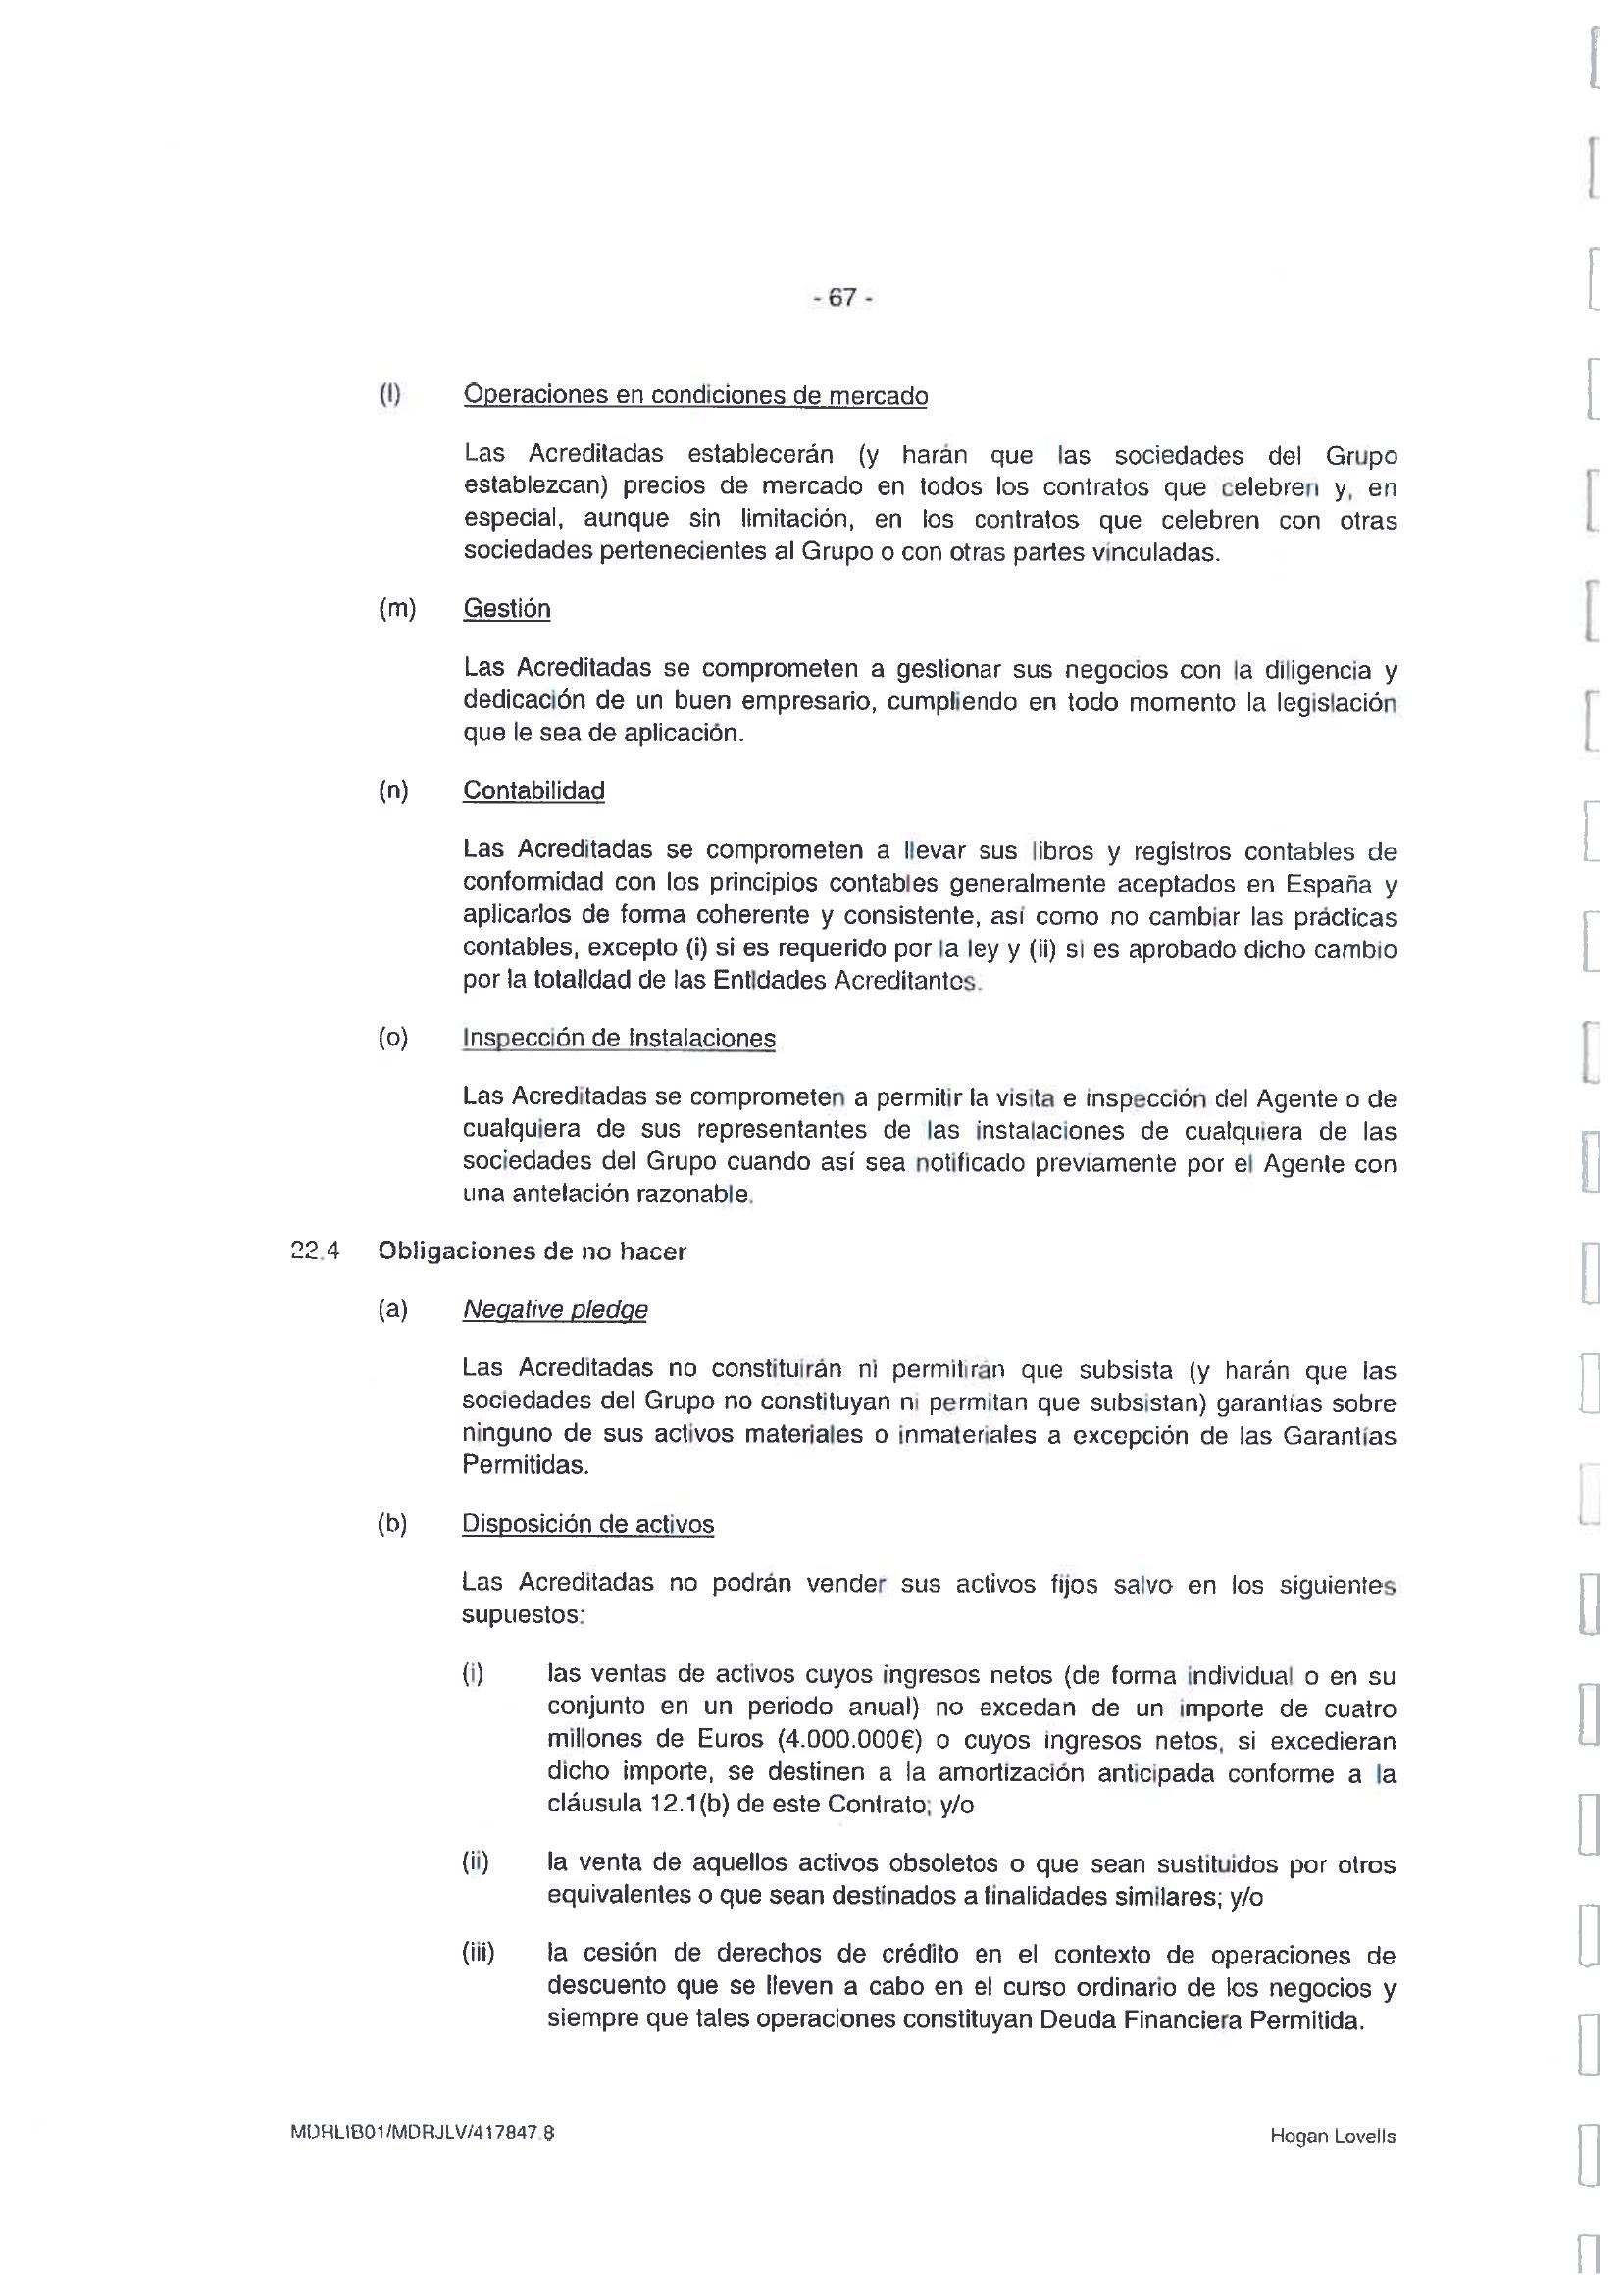 - 67 -
(l) Operaciones en condiciones de mercado
Las Acreditadas establecerán (y harán que las sociedades del Grupo
establezcan) precios de mercado en todos los contratos que celebren y, en
especial, aunque sin limitación, en los contratos que celebren con otras
sociedades pertenecientes al Grupo o con otras partes vinculadas.
(m) Gestión
Las Acreditadas se comprometen a gestionar sus negocios con la diligencia y
dedicación de un buen empresario, cumpliendo en todo momento la legislación
que le sea de aplicación.
(n) Contabilidad
Las Acreditadas se comprometen a llevar sus libros y registros contables de
conformidad con los principios contables generalmente aceptados en España y
aplicarlos de forma coherente y consistente, así como no cambiar las prácticas
contables, excepto (i) si es requerido por la ley y (ii) si es aprobado dicho cambio
por la totalidad de las Entidades Acreditantes.
(o) Inspección de Instalaciones
Las Acreditadas se comprometen a permitir la visita e inspección del Agente o de
cualquiera de sus representantes de las instalaciones de cualquiera de las
sociedades del Grupo cuando así sea notificado previamente por el Agente con
una antelación razonable.
22.4 Obligaciones de no hacer
(a) Negative pledge
Las Acreditadas no constituirán ni permitirán que subsista (y harán que las
sociedades del Grupo no constituyan ni permitan que subsistan) garantías sobre
ninguno de sus activos materiales o inmateriales a excepción de las Garantías
Permitidas.
(b) Disposición de activos
Las Acreditadas no podrán vender sus activos fijos salvo en los siguientes
supuestos:
(i) las ventas de activos cuyos ingresos netos (de forma individual o en su
conjunto en un periodo anual) no excedan de un importe de cuatro
millones de Euros (4.000.000€) o cuyos ingresos netos, si excedieran
dicho importe, se destinen a la amortización anticipada conforme a la
cláusula 12.1(b) de este Contrato; y/o
(ii) la venta de aquellos activos obsoletos o que sean sustituidos por otros
equivalentes o que sean destinados a finalidades similares; y/o
(iii) la cesión de derechos de crédito en el contexto de operaciones de
descuento que se lleven a cabo en el curso ordinario de los negocios y
siempre que tales operaciones constituyan Deuda Financiera Permitida.
MDRLIB01/MDRJLV/417847.8
Hogan Lovells